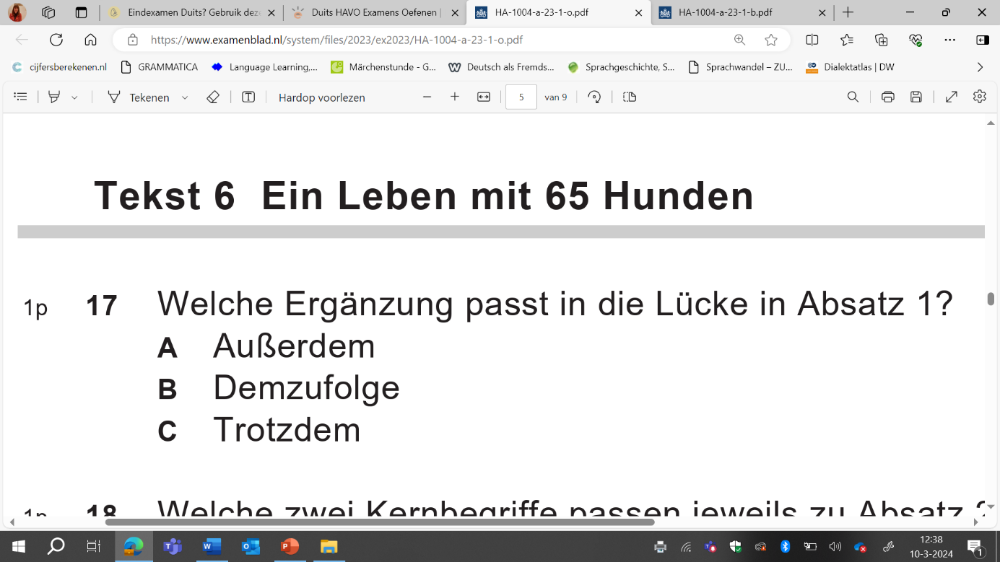 Eindexamen Duits? Gebruik deze
Duits HAVO Examens Oefenen |
HA-1004-a-23-1-o.pdf
HA-1004-a-23-1-b.pdf
https://www.examenblad.nl/system/files/2023/ex2023/HA-1004-a-23-1-o.pdf
cijfersberekenen.nl
GRAMMATICA
Language Learning,...
Märchenstunde - G...
Deutsch als Fremds...
Sprachgeschichte, S...
Sprachwandel – ZU...
Dialektatlas | DW
Tekenen
Hardop voorlezen
5 van 9
Tekst 6 Ein Leben mit 65 Hunden
1p 17 Welche Ergänzung passt in die Lücke in Absatz 1?
A Außerdem
B Demzufolge
C Trotzdem
1p 18 Welche zwei Kernbegriffe passen jeweils zu Absatz
12:38
10-3-2024
1